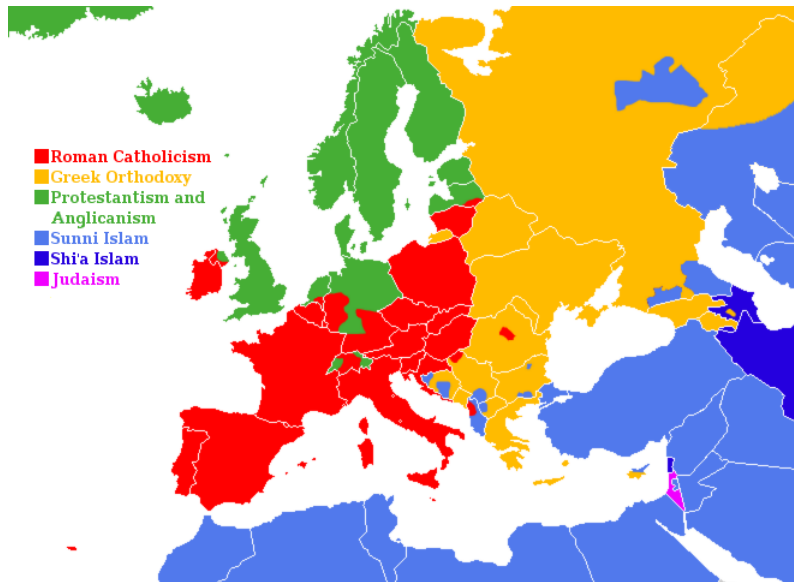 Roman Catholicism
Greek Orthodoxy
Protestantism and
Anglicanism
Sunni Islam
Shi'a Islam
Judaism